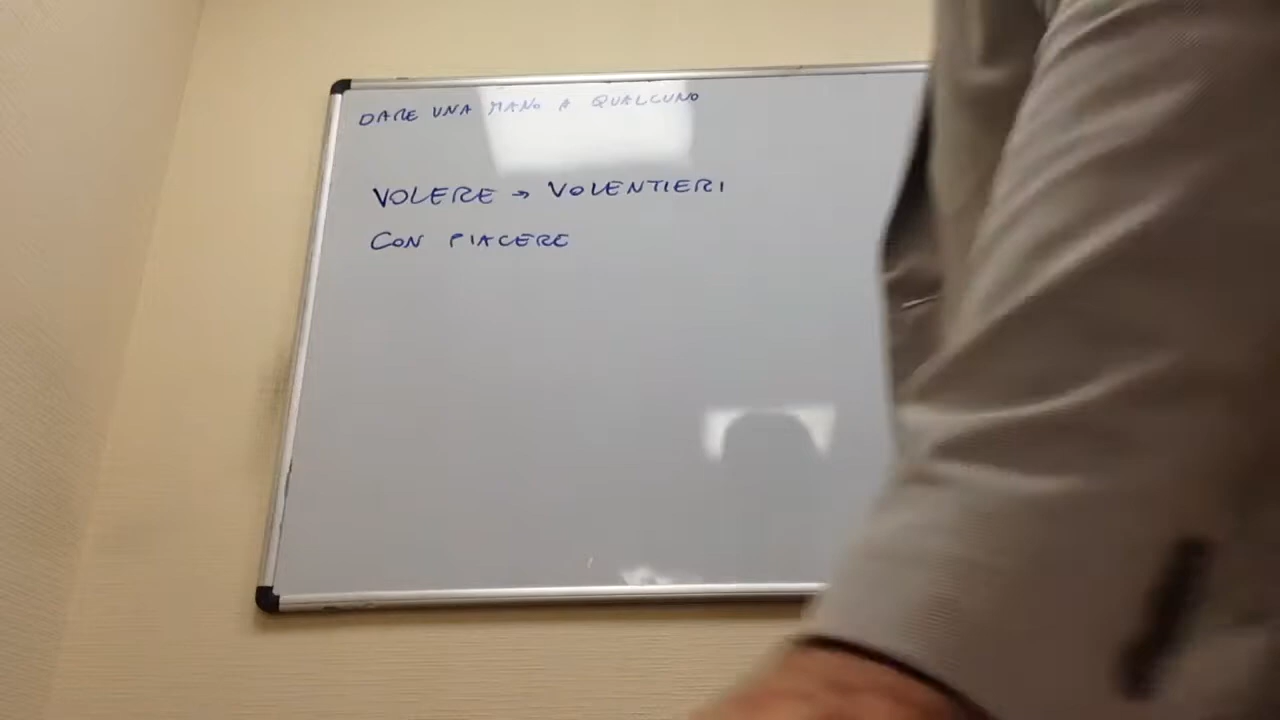 DARE UNA MANO A QUALCUNO
VOLERE → VOLENTIERI
CON PIACERE